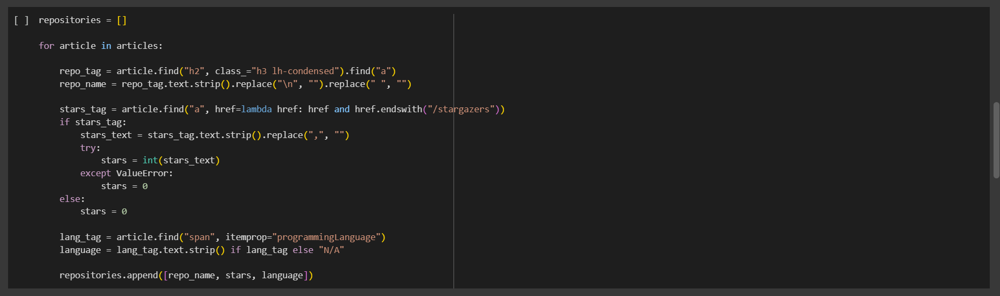 [ ] repositories = []
for article in articles:
repo_tag = article.find("h2", class_="h3 lh-condensed").find("a")
repo_name = repo_tag.text.strip().replace("\n", "").replace(" ", "")
stars_tag = article.find("a", href=lambda href: href and href.endswith("/stargazers"))
if stars_tag:
stars_text = stars_tag.text.strip().replace(",", "")
try:
stars = int(stars_text)
except ValueError:
stars = 0
else:
stars = 0
lang_tag = article.find("span", itemprop="programmingLanguage")
language = lang_tag.text.strip() if lang_tag else "N/A"
repositories.append([repo_name, stars, language])